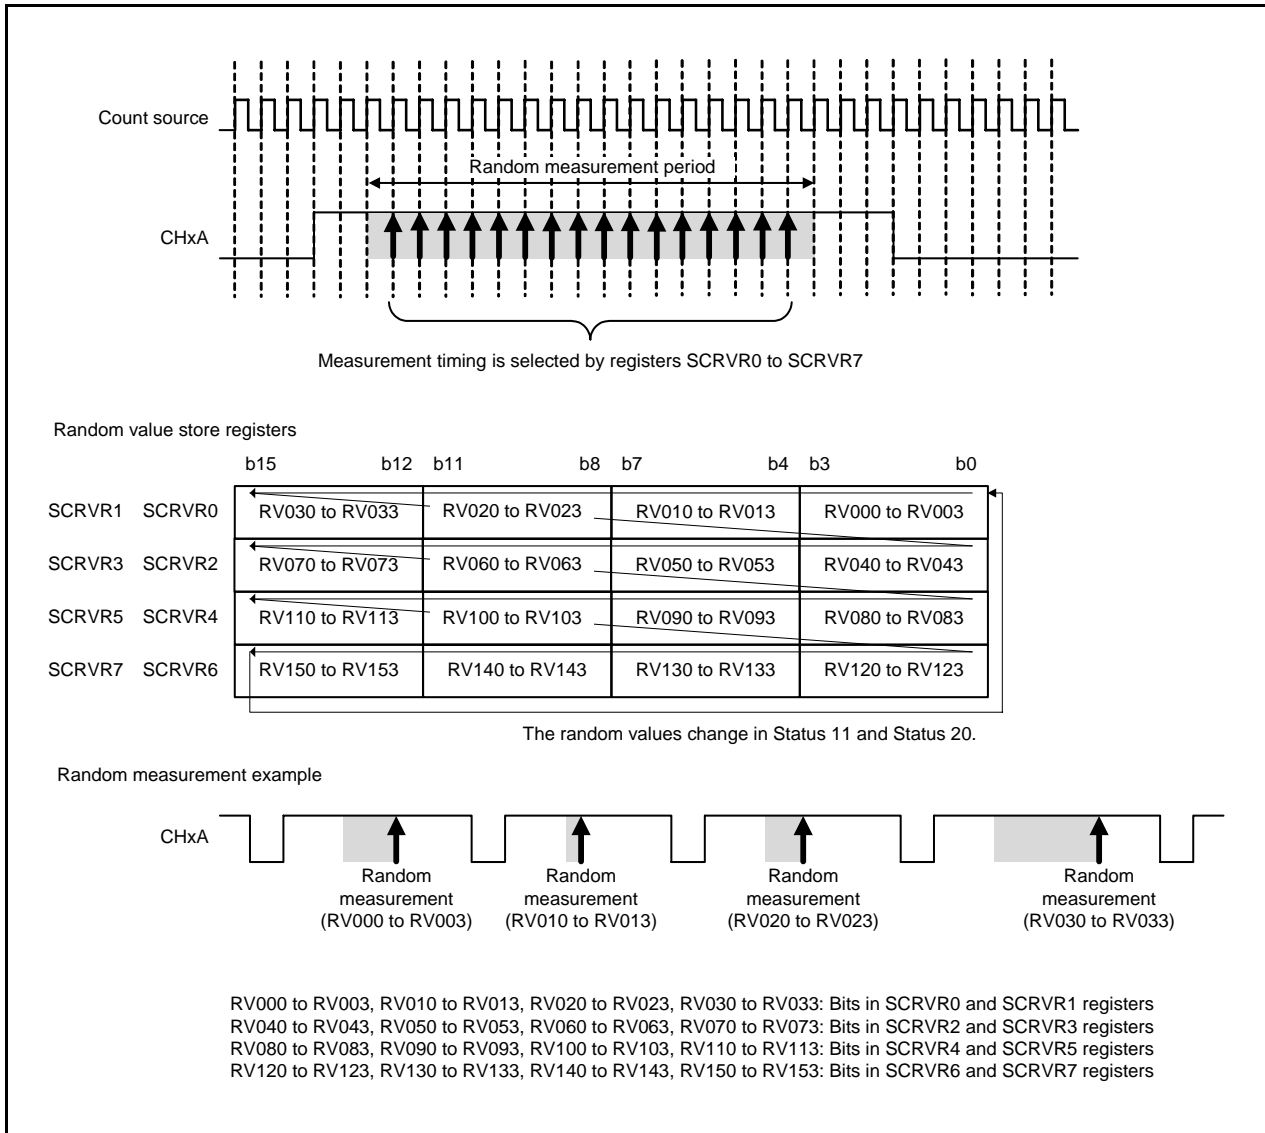 Count source
Random measurement period
CHxA
Measurement timing is selected by registers SCRVR0 to SCRVR7
Random value store registers
b15 b12 b11 b8 b7 b4 b3 b0
SCRVR1 SCRVR0 RV030 to RV033 RV020 to RV023 RV010 to RV013 RV000 to RV003
SCRVR3 SCRVR2 RV070 to RV073 RV060 to RV063 RV050 to RV053 RV040 to RV043
SCRVR5 SCRVR4 RV110 to RV113 RV100 to RV103 RV090 to RV093 RV080 to RV083
SCRVR7 SCRVR6 RV150 to RV153 RV140 to RV143 RV130 to RV133 RV120 to RV123
The random values change in Status 11 and Status 20.
Random measurement example
CHxA
Random
measurement
(RV000 to RV003)
Random
measurement
(RV010 to RV013)
Random
measurement
(RV020 to RV023)
Random
measurement
(RV030 to RV033)
RV000 to RV003, RV010 to RV013, RV020 to RV023, RV030 to RV033: Bits in SCRVR0 and SCRVR1 registers
RV040 to RV043, RV050 to RV053, RV060 to RV063, RV070 to RV073: Bits in SCRVR2 and SCRVR3 registers
RV080 to RV083, RV090 to RV093, RV100 to RV103, RV110 to RV113: Bits in SCRVR4 and SCRVR5 registers
RV120 to RV123, RV130 to RV133, RV140 to RV143, RV150 to RV153: Bits in SCRVR6 and SCRVR7 registers